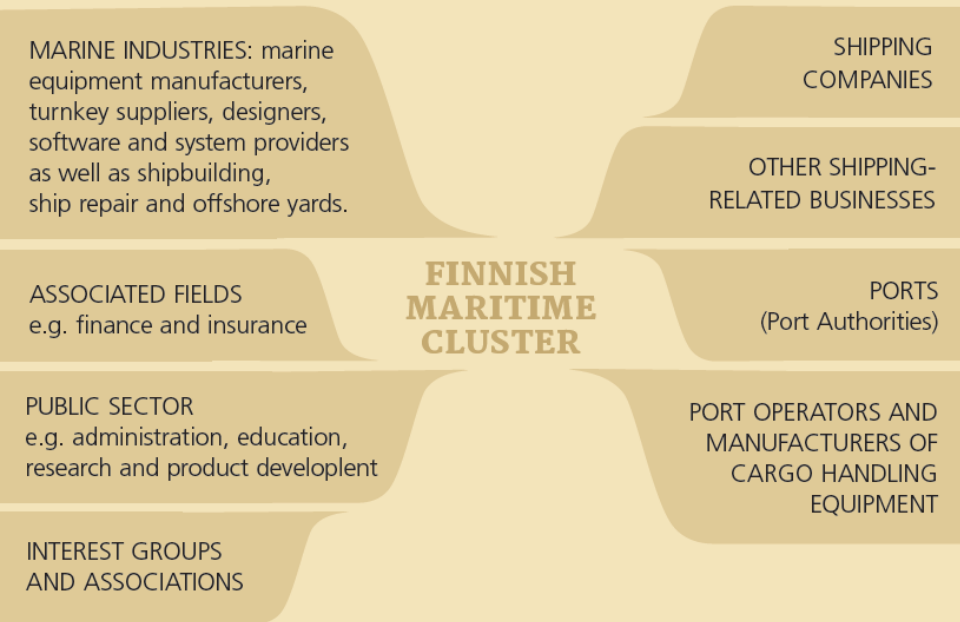 MARINE INDUSTRIES: marine
equipment manufacturers,
turnkey suppliers, designers,
software and system providers
as well as shipbuilding,
ship repair and offshore yards.
ASSOCIATED FIELDS
e.g. finance and insurance
PUBLIC SECTOR
e.g. administration, education,
research and product developlent
INTEREST GROUPS
AND ASSOCIATIONS
FINNISH
MARITIME
CLUSTER
SHIPPING
COMPANIES
OTHER SHIPPING-
RELATED BUSINESSES
PORTS
(Port Authorities)
PORT OPERATORS AND
MANUFACTURERS OF
CARGO HANDLING
EQUIPMENT